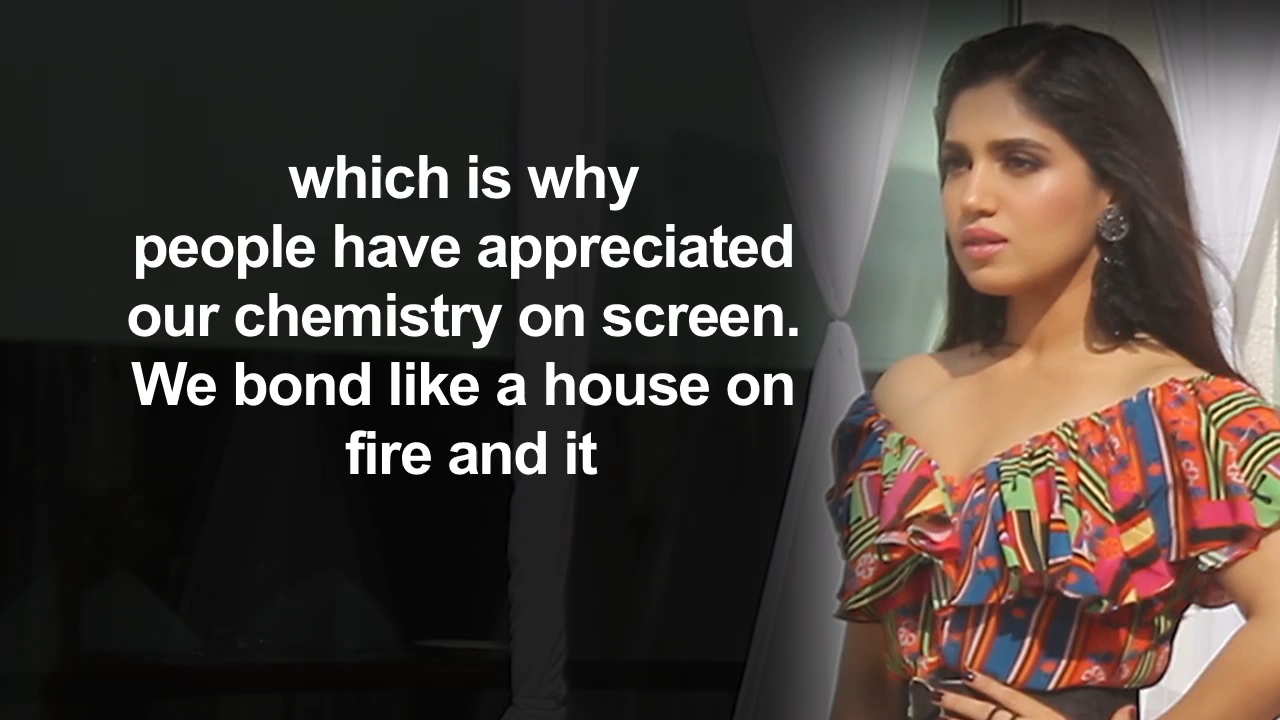 which is why
people have appreciated
our chemistry on screen.
We bond like a house on
fire and it